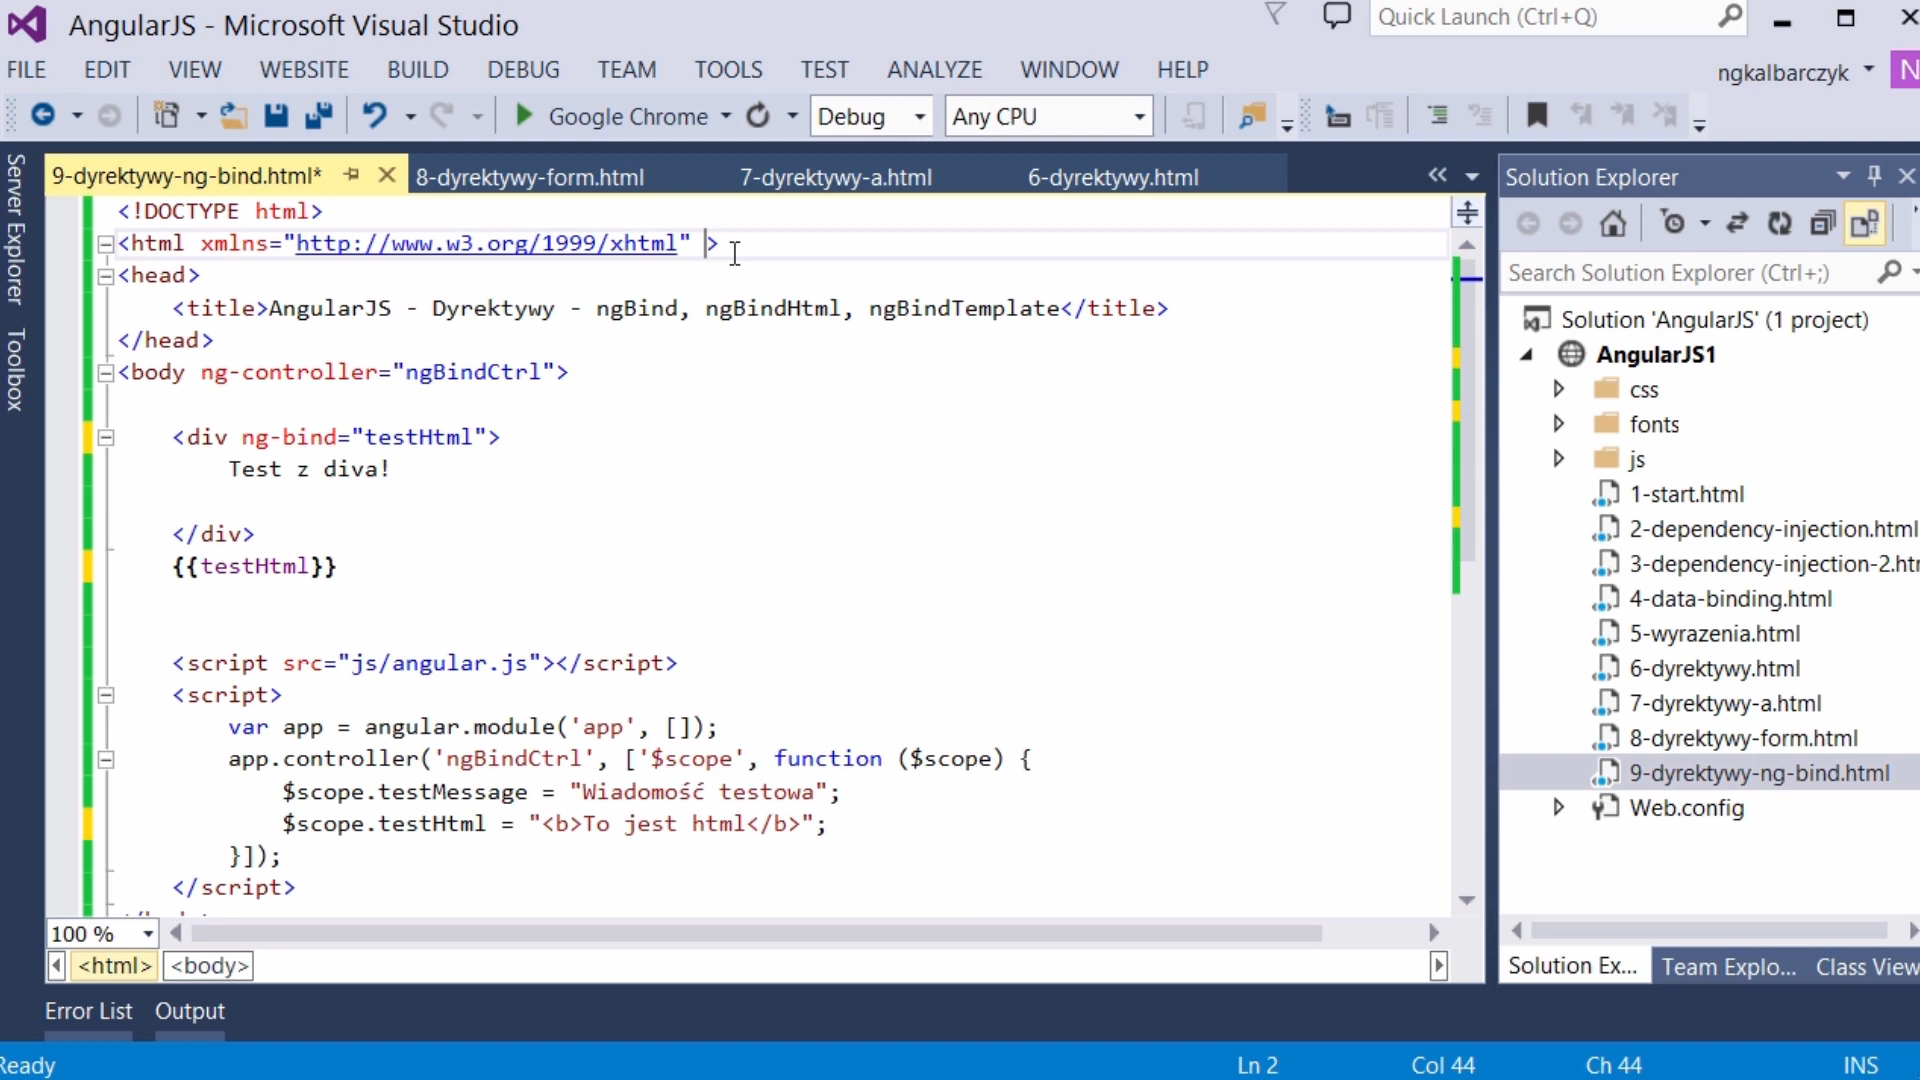 AngularJS - Microsoft Visual Studio
Quick Launch (Ctrl+Q)
FILE EDIT VIEW WEBSITE BUILD DEBUG TEAM TOOLS TEST ANALYZE WINDOW HELP
ngkalbarczyk N
Google Chrome Debug Any CPU
Server Explorer
Toolbox
9-dyrektywy-ng-bind.html* 8-dyrektywy-form.html 7-dyrektywy-a.html 6-dyrektywy.html
<!DOCTYPE html>
<html xmlns="http://www.w3.org/1999/xhtml" >
<head>
<title>AngularJS - Dyrektywy - ngBind, ngBindHtml, ngBindTemplate</title>
</head>
<body ng-controller="ngBindCtrl">
<div ng-bind="testHtml">
Test z diva!
</div>
{{testHtml}}
<script src="js/angular.js"></script>
<script>
var app = angular.module('app', []);
app.controller('ngBindCtrl', ['$scope', function ($scope) {
$scope.testMessage = "Wiadomość testowa";
$scope.testHtml = "<b>To jest html</b>";
}]);
</script>
100 %
<html> <body>
Solution Explorer
Search Solution Explorer (Ctrl+;)
Solution 'AngularJS' (1 project)
AngularJS1
css
fonts
js
1-start.html
2-dependency-injection.html
3-dependency-injection-2.htm
4-data-binding.html
5-wyrazenia.html
6-dyrektywy.html
7-dyrektywy-a.html
8-dyrektywy-form.html
9-dyrektywy-ng-bind.html
Web.config
Solution Ex... Team Explo... Class View
Error List Output
Ready Ln 2 Col 44 Ch 44 INS